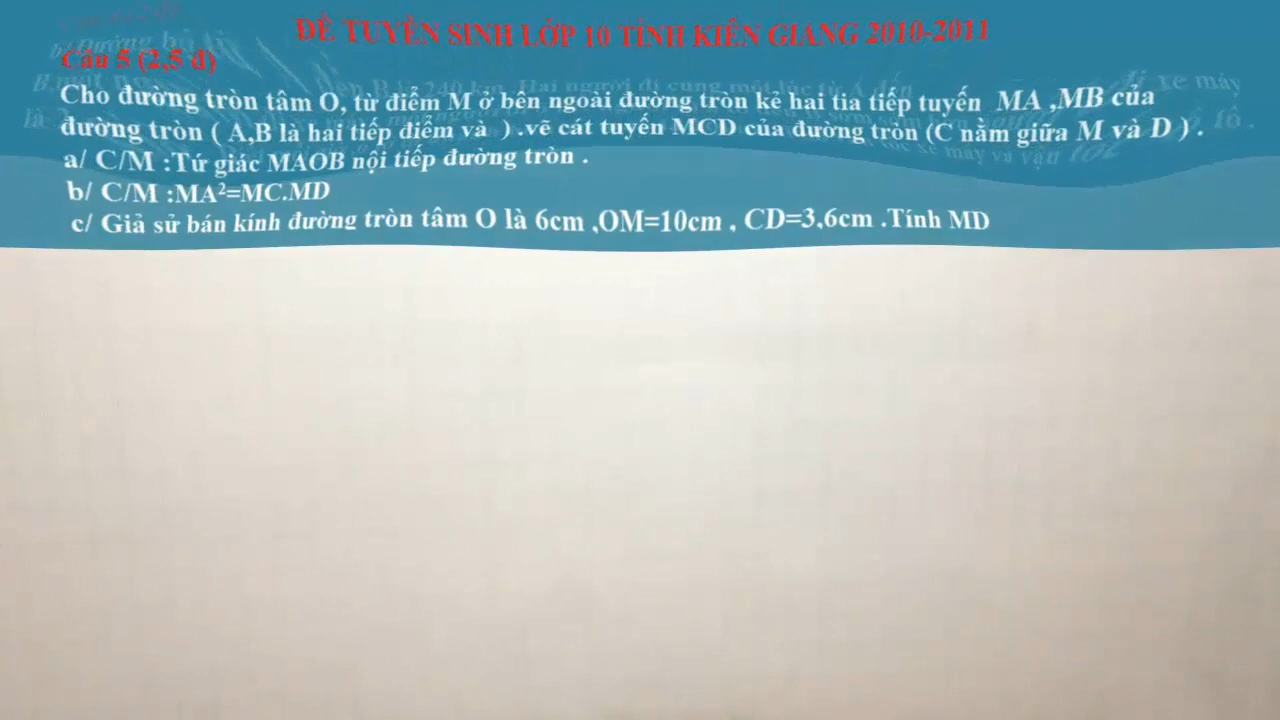 ĐỀ TUYỂN SINH LỚP 10 TỈNH KIÊN GIANG 2010-2011
Câu 5 (2,5 đ)
Cho đường tròn tâm O, từ điểm M ở bên ngoài đường tròn kẻ hai tia tiếp tuyến MA ,MB của
đường tròn ( A,B là hai tiếp điểm và ) .vẽ cát tuyến MCD của đường tròn (C nằm giữa M và D ) .
a/ C/M :Tứ giác MAOB nội tiếp đường tròn .
b/ C/M :MA²=MC.MD
c/ Giả sử bán kính đường tròn tâm O là 6cm ,OM=10cm , CD=3,6cm .Tính MD